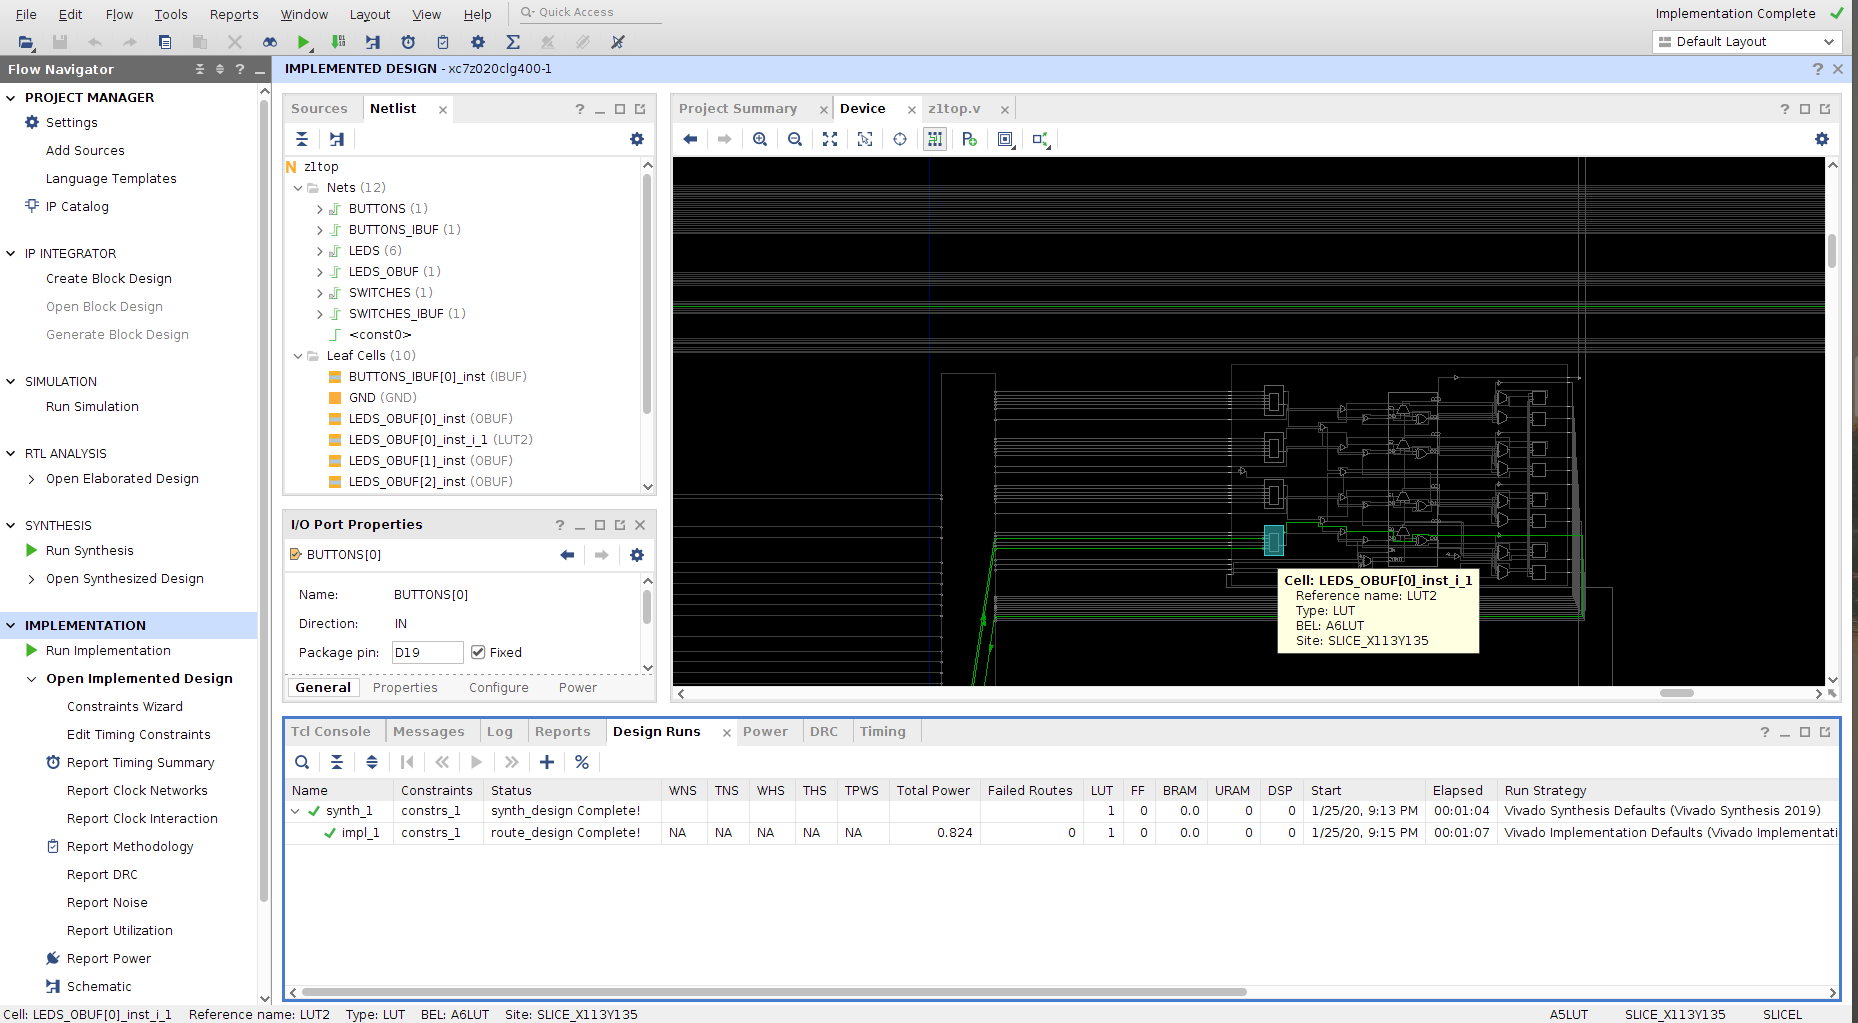 File Edit Flow Tools Reports Window Layout View Help Quick Access
Implementation Complete
Default Layout
Flow Navigator
PROJECT MANAGER
Settings
Add Sources
Language Templates
IP Catalog
IP INTEGRATOR
Create Block Design
Open Block Design
Generate Block Design
SIMULATION
Run Simulation
RTL ANALYSIS
Open Elaborated Design
SYNTHESIS
Run Synthesis
Open Synthesized Design
IMPLEMENTATION
Run Implementation
Open Implemented Design
Constraints Wizard
Edit Timing Constraints
Report Timing Summary
Report Clock Networks
Report Clock Interaction
Report Methodology
Report DRC
Report Noise
Report Utilization
Report Power
Schematic
IMPLEMENTED DESIGN - xc7z020clg400-1
Sources Netlist
z1top
Nets (12)
BUTTONS (1)
BUTTONS_IBUF (1)
LEDS (6)
LEDS_OBUF (1)
SWITCHES (1)
SWITCHES_IBUF (1)
<const0>
Leaf Cells (10)
BUTTONS_IBUF[0]_inst (IBUF)
GND (GND)
LEDS_OBUF[0]_inst (OBUF)
LEDS_OBUF[0]_inst_i_1 (LUT2)
LEDS_OBUF[1]_inst (OBUF)
LEDS_OBUF[2]_inst (OBUF)
I/O Port Properties
BUTTONS[0]
Name: BUTTONS[0]
Direction: IN
Package pin: D19 Fixed
General Properties Configure Power
Project Summary Device z1top.v
Cell: LEDS_OBUF[0]_inst_i_1
Reference name: LUT2
Type: LUT
BEL: A6LUT
Site: SLICE_X113Y135
Tcl Console Messages Log Reports Design Runs Power DRC Timing
Name Constraints Status WNS TNS WHS THS TPWS Total Power Failed Routes LUT FF BRAM URAM DSP Start Elapsed Run Strategy
synth_1 constrs_1 synth_design Complete! 1 0 0.0 0 0 1/25/20, 9:13 PM 00:01:04 Vivado Synthesis Defaults (Vivado Synthesis 2019)
impl_1 constrs_1 route_design Complete! NA NA NA NA NA 0.824 0 1 0 0.0 0 0 1/25/20, 9:15 PM 00:01:07 Vivado Implementation Defaults (Vivado Implementati
Cell: LEDS_OBUF[0]_inst_i_1 Reference name: LUT2 Type: LUT BEL: A6LUT Site: SLICE_X113Y135 A5LUT SLICE_X113Y135 SLICEL